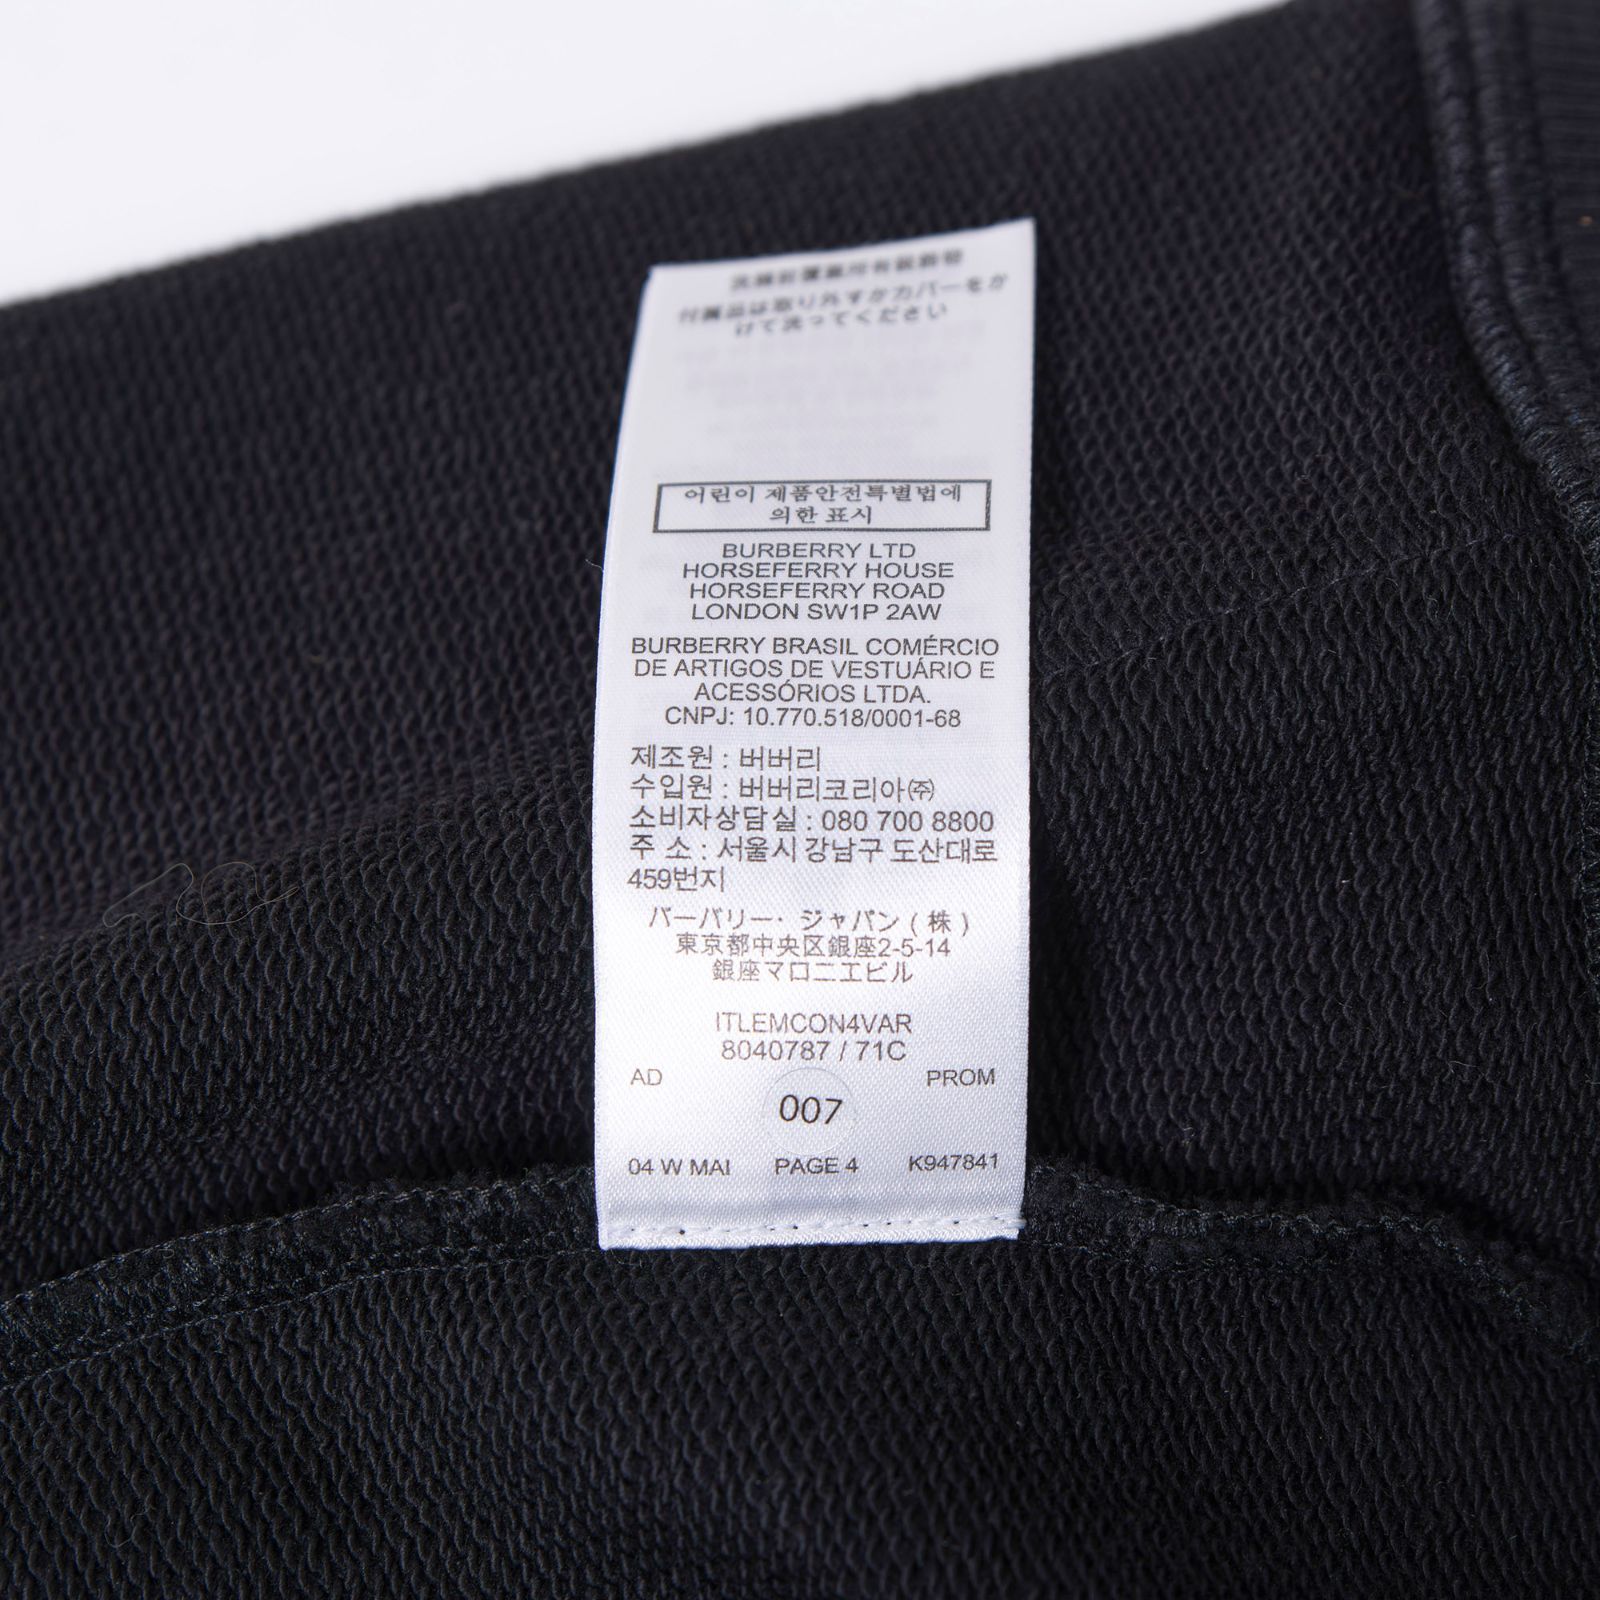 付属品は取り外すかカバーをか
けて洗ってください
어린이 제품안전특별법에
의한 표시
BURBERRY LTD
HORSEFERRY HOUSE
HORSEFERRY ROAD
LONDON SW1P 2AW
BURBERRY BRASIL COMÉRCIO
DE ARTIGOS DE VESTUÁRIO E
ACESSÓRIOS LTDA.
CNPJ: 10.770.518/0001-68
제조원 : 버버리
수입원 : 버버리코리아㈜
소비자상담실 : 080 700 8800
주 소 : 서울시 강남구 도산대로
459번지
バーバリー・ジャパン ( 株 )
東京都中央区銀座2-5-14
銀座マロニエビル
ITLEMCON4VAR
8040787 / 71C
AD PROM
007
04 W MAI PAGE 4 K947841